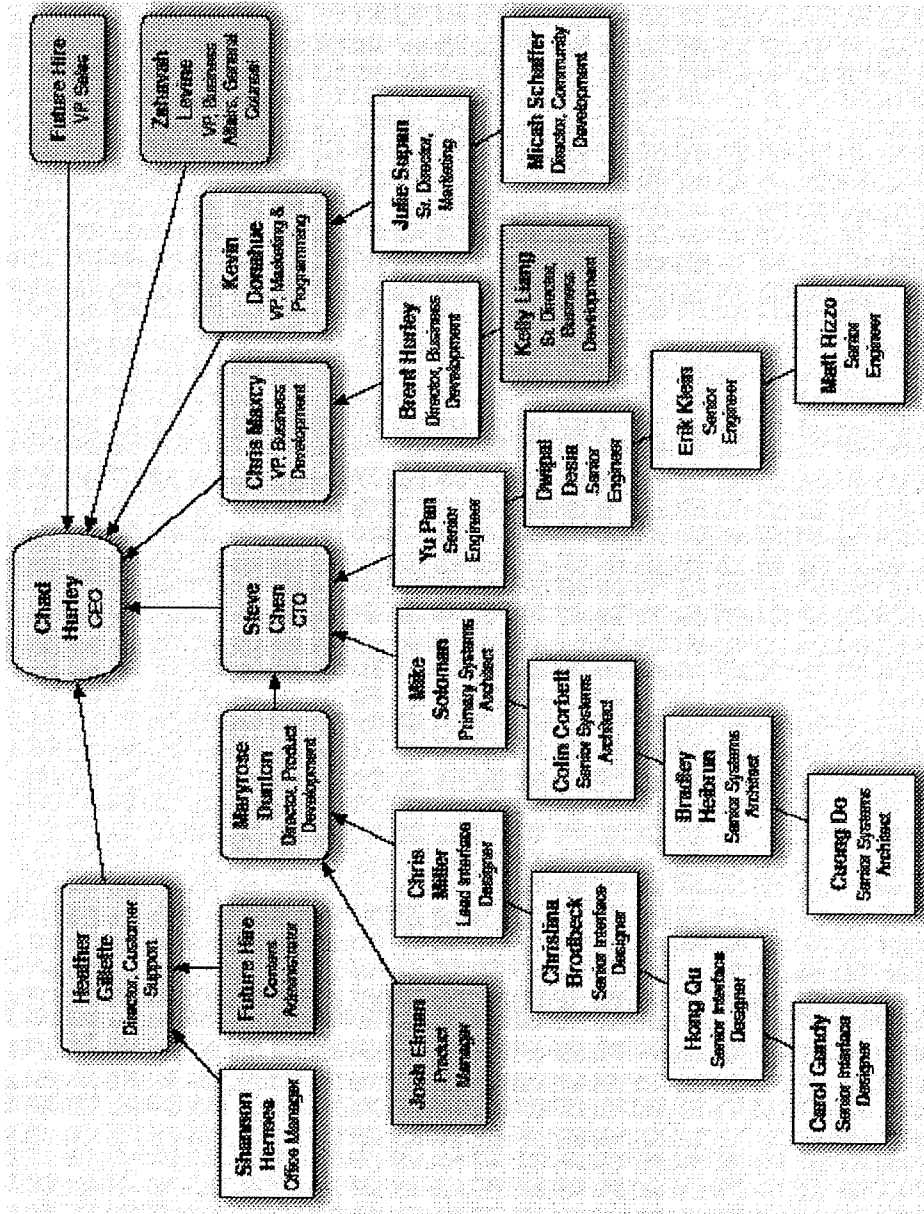 Chad
Hurley
CEO
Heather
Gillette
Director, Customer
Support
Future Hire
VP, Sales
Zahavah
Levine
VP, Business
Affairs, General
Counsel
Shannon
Hermes
Office Manager
Future Hire
Content
Administrator
Maryrose
Dunton
Director, Product
Development
Steve
Chen
CTO
Chris Maxcy
VP, Business
Development
Kevin
Donahue
VP, Marketing &
Programming
Josh Elman
Product
Manager
Chris
Miller
Lead Interface
Designer
Mike
Soloman
Primary Systems
Architect
Yu Pan
Senior
Engineer
Brent Hurley
Director, Business
Development
Julie Supan
Sr. Director,
Marketing
Christina
Brodbeck
Senior Interface
Designer
Colin Corbett
Senior Systems
Architect
Dwipal
Desia
Senior
Engineer
Kelly Liang
Sr. Director,
Business
Development
Micah Schaffer
Director, Community
Development
Hong Qu
Senior Interface
Designer
Bradley
Heilbrun
Senior Systems
Architect
Erik Klein
Senior
Engineer
Carol Gundy
Senior Interface
Designer
Cuong Do
Senior Systems
Architect
Matt Rizzo
Senior
Engineer